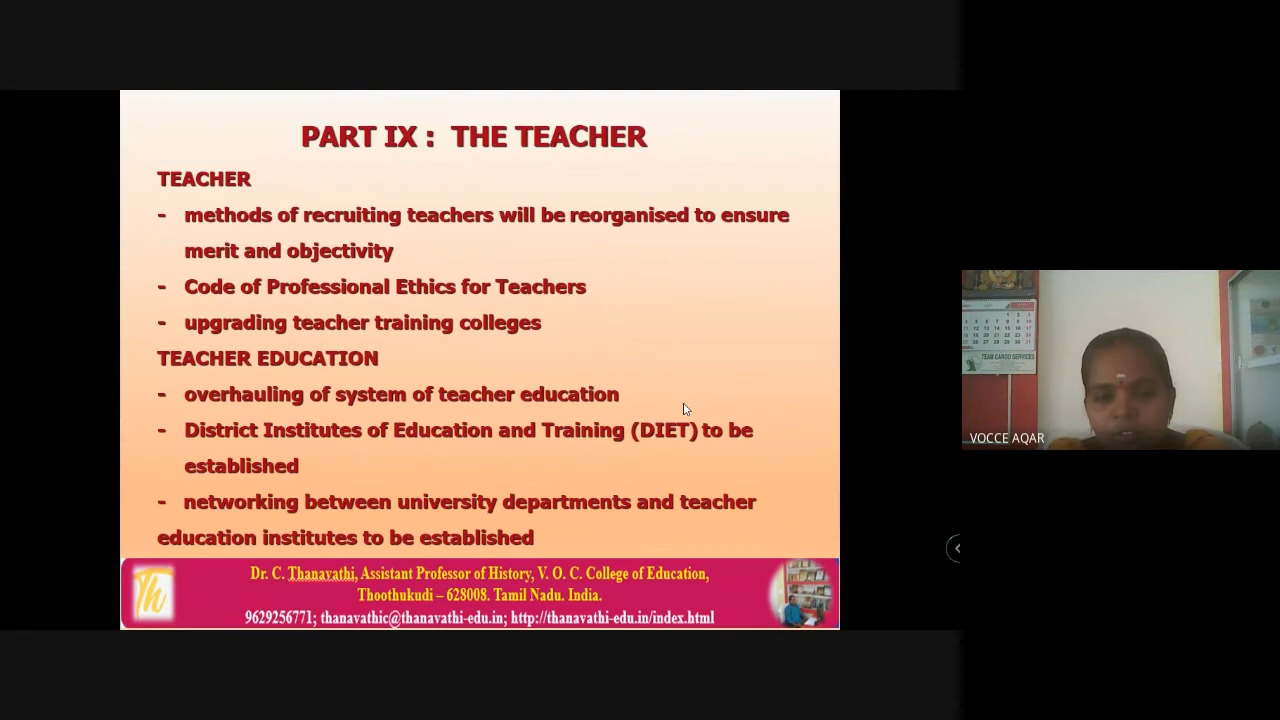 PART IX : THE TEACHER
TEACHER
- methods of recruiting teachers will be reorganised to ensure
merit and objectivity
- Code of Professional Ethics for Teachers
- upgrading teacher training colleges
TEACHER EDUCATION
- overhauling of system of teacher education
- District Institutes of Education and Training (DIET) to be
established
- networking between university departments and teacher
education institutes to be established
Th
Dr. C. Thanavathi, Assistant Professor of History, V. O. C. College of Education,
Thoothukudi – 628008. Tamil Nadu. India.
9629256771; thanavathic@thanavathi-edu.in; http://thanavathi-edu.in/index.html
TEAM CARGO SERVICES
VOCCE AQAR